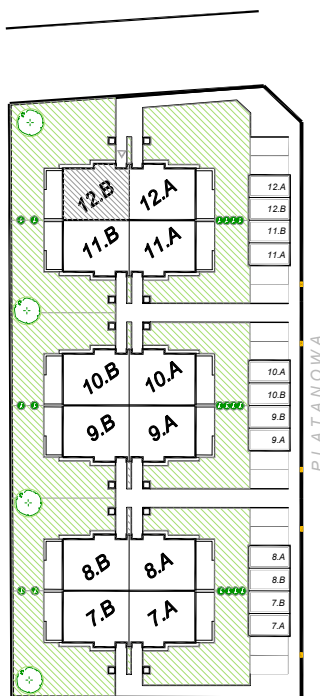 12.B 12.A
11.B 11.A
12.A
12.B
11.B
11.A
10.B 10.A
9.B 9.A
10.A
10.B
9.B
9.A
8.B 8.A
7.B 7.A
8.A
8.B
7.B
7.A
PLATANOWA